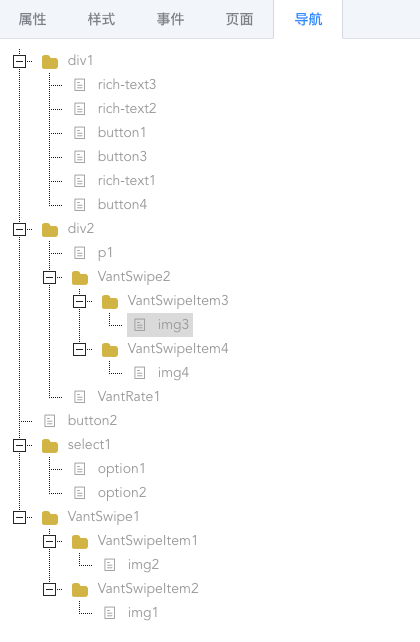 属性 样式 事件 页面 导航
div1
rich-text3
rich-text2
button1
button3
rich-text1
button4
div2
p1
VantSwipe2
VantSwipeItem3
img3
VantSwipeItem4
img4
VantRate1
button2
select1
option1
option2
VantSwipe1
VantSwipeItem1
img2
VantSwipeItem2
img1